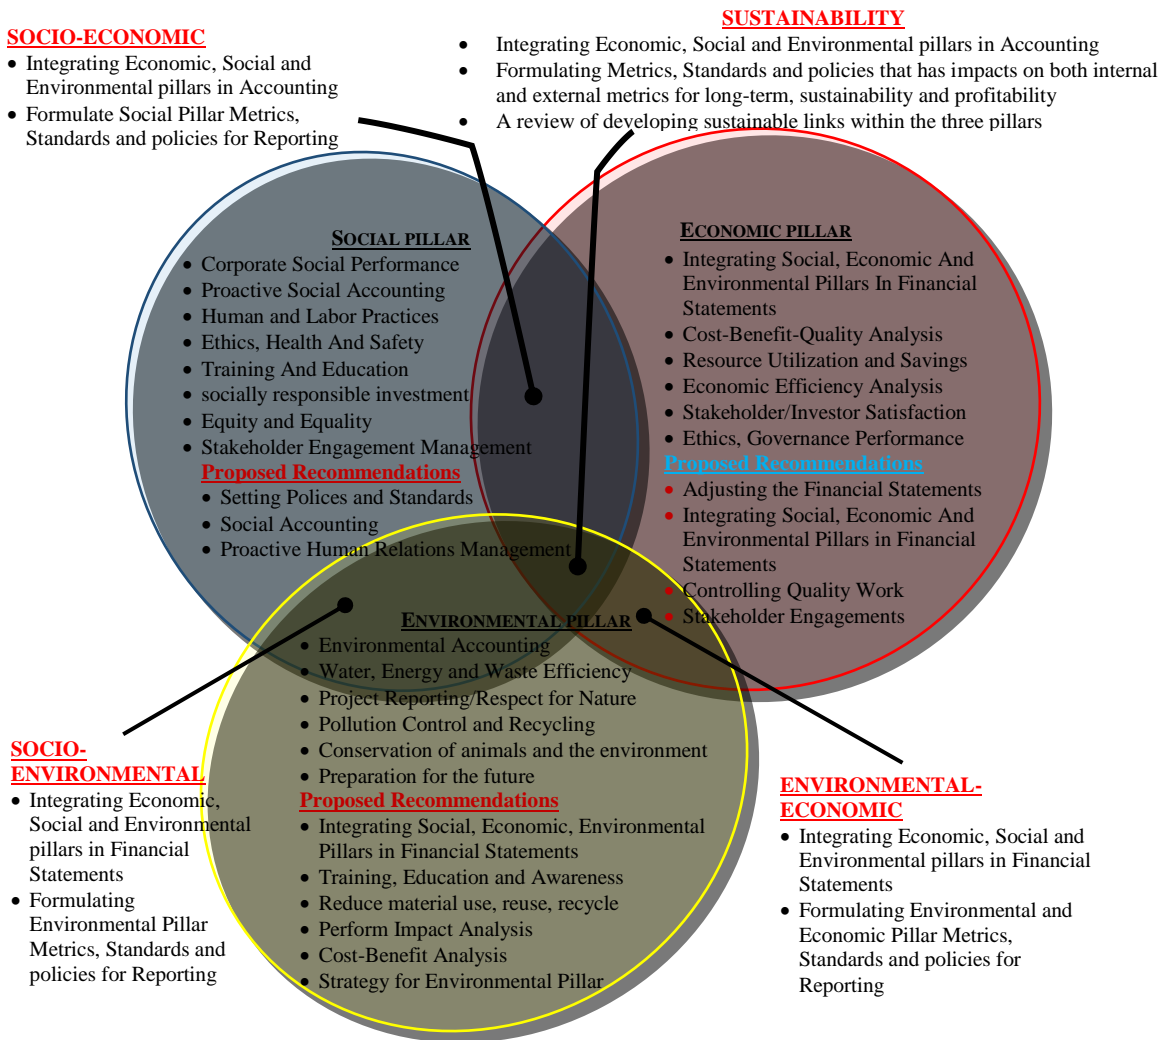 SOCIO-ECONOMIC
• Integrating Economic, Social and
Environmental pillars in Accounting
• Formulate Social Pillar Metrics,
Standards and policies for Reporting
SUSTAINABILITY
• Integrating Economic, Social and Environmental pillars in Accounting
• Formulating Metrics, Standards and policies that has impacts on both internal
and external metrics for long-term, sustainability and profitability
• A review of developing sustainable links within the three pillars
SOCIAL PILLAR
• Corporate Social Performance
• Proactive Social Accounting
• Human and Labor Practices
• Ethics, Health And Safety
• Training And Education
• socially responsible investment
• Equity and Equality
• Stakeholder Engagement Management
Proposed Recommendations
• Setting Polices and Standards
• Social Accounting
• Proactive Human Relations Management
ECONOMIC PILLAR
• Integrating Social, Economic And
Environmental Pillars In Financial
Statements
• Cost-Benefit-Quality Analysis
• Resource Utilization and Savings
• Economic Efficiency Analysis
• Stakeholder/Investor Satisfaction
• Ethics, Governance Performance
Proposed Recommendations
• Adjusting the Financial Statements
• Integrating Social, Economic And
Environmental Pillars in Financial
Statements
• Controlling Quality Work
• Stakeholder Engagements
ENVIRONMENTAL PILLAR
• Environmental Accounting
• Water, Energy and Waste Efficiency
• Project Reporting/Respect for Nature
• Pollution Control and Recycling
• Conservation of animals and the environment
• Preparation for the future
Proposed Recommendations
• Integrating Social, Economic, Environmental
Pillars in Financial Statements
• Training, Education and Awareness
• Reduce material use, reuse, recycle
• Perform Impact Analysis
• Cost-Benefit Analysis
• Strategy for Environmental Pillar
SOCIO-
ENVIRONMENTAL
• Integrating Economic,
Social and Environmental
pillars in Financial
Statements
• Formulating
Environmental Pillar
Metrics, Standards and
policies for Reporting
ENVIRONMENTAL-
ECONOMIC
• Integrating Economic, Social and
Environmental pillars in Financial
Statements
• Formulating Environmental and
Economic Pillar Metrics,
Standards and policies for
Reporting